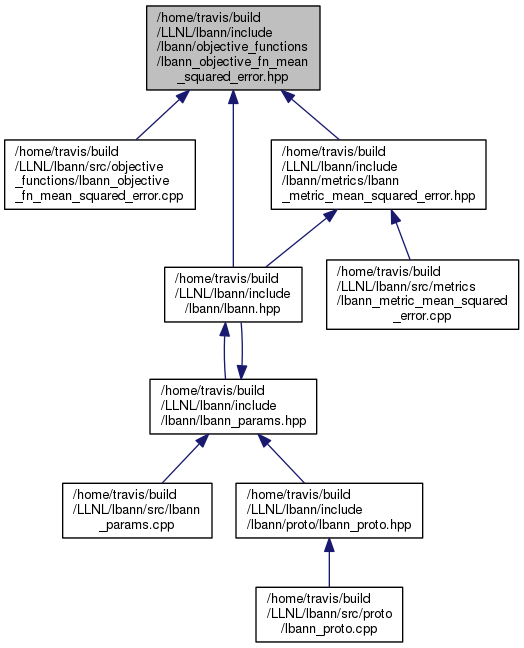 /home/travis/build
/LLNL/lbann/include
/lbann/objective_functions
/lbann_objective_fn_mean
_squared_error.hpp
/home/travis/build
/LLNL/lbann/src/objective
_functions/lbann_objective
_fn_mean_squared_error.cpp
/home/travis/build
/LLNL/lbann/include
/lbann/metrics/lbann
_metric_mean_squared_error.hpp
/home/travis/build
/LLNL/lbann/include
/lbann/lbann.hpp
/home/travis/build
/LLNL/lbann/src/metrics
/lbann_metric_mean_squared
_error.cpp
/home/travis/build
/LLNL/lbann/include
/lbann/lbann_params.hpp
/home/travis/build
/LLNL/lbann/src/lbann
_params.cpp
/home/travis/build
/LLNL/lbann/include
/lbann/proto/lbann_proto.hpp
/home/travis/build
/LLNL/lbann/src/proto
/lbann_proto.cpp